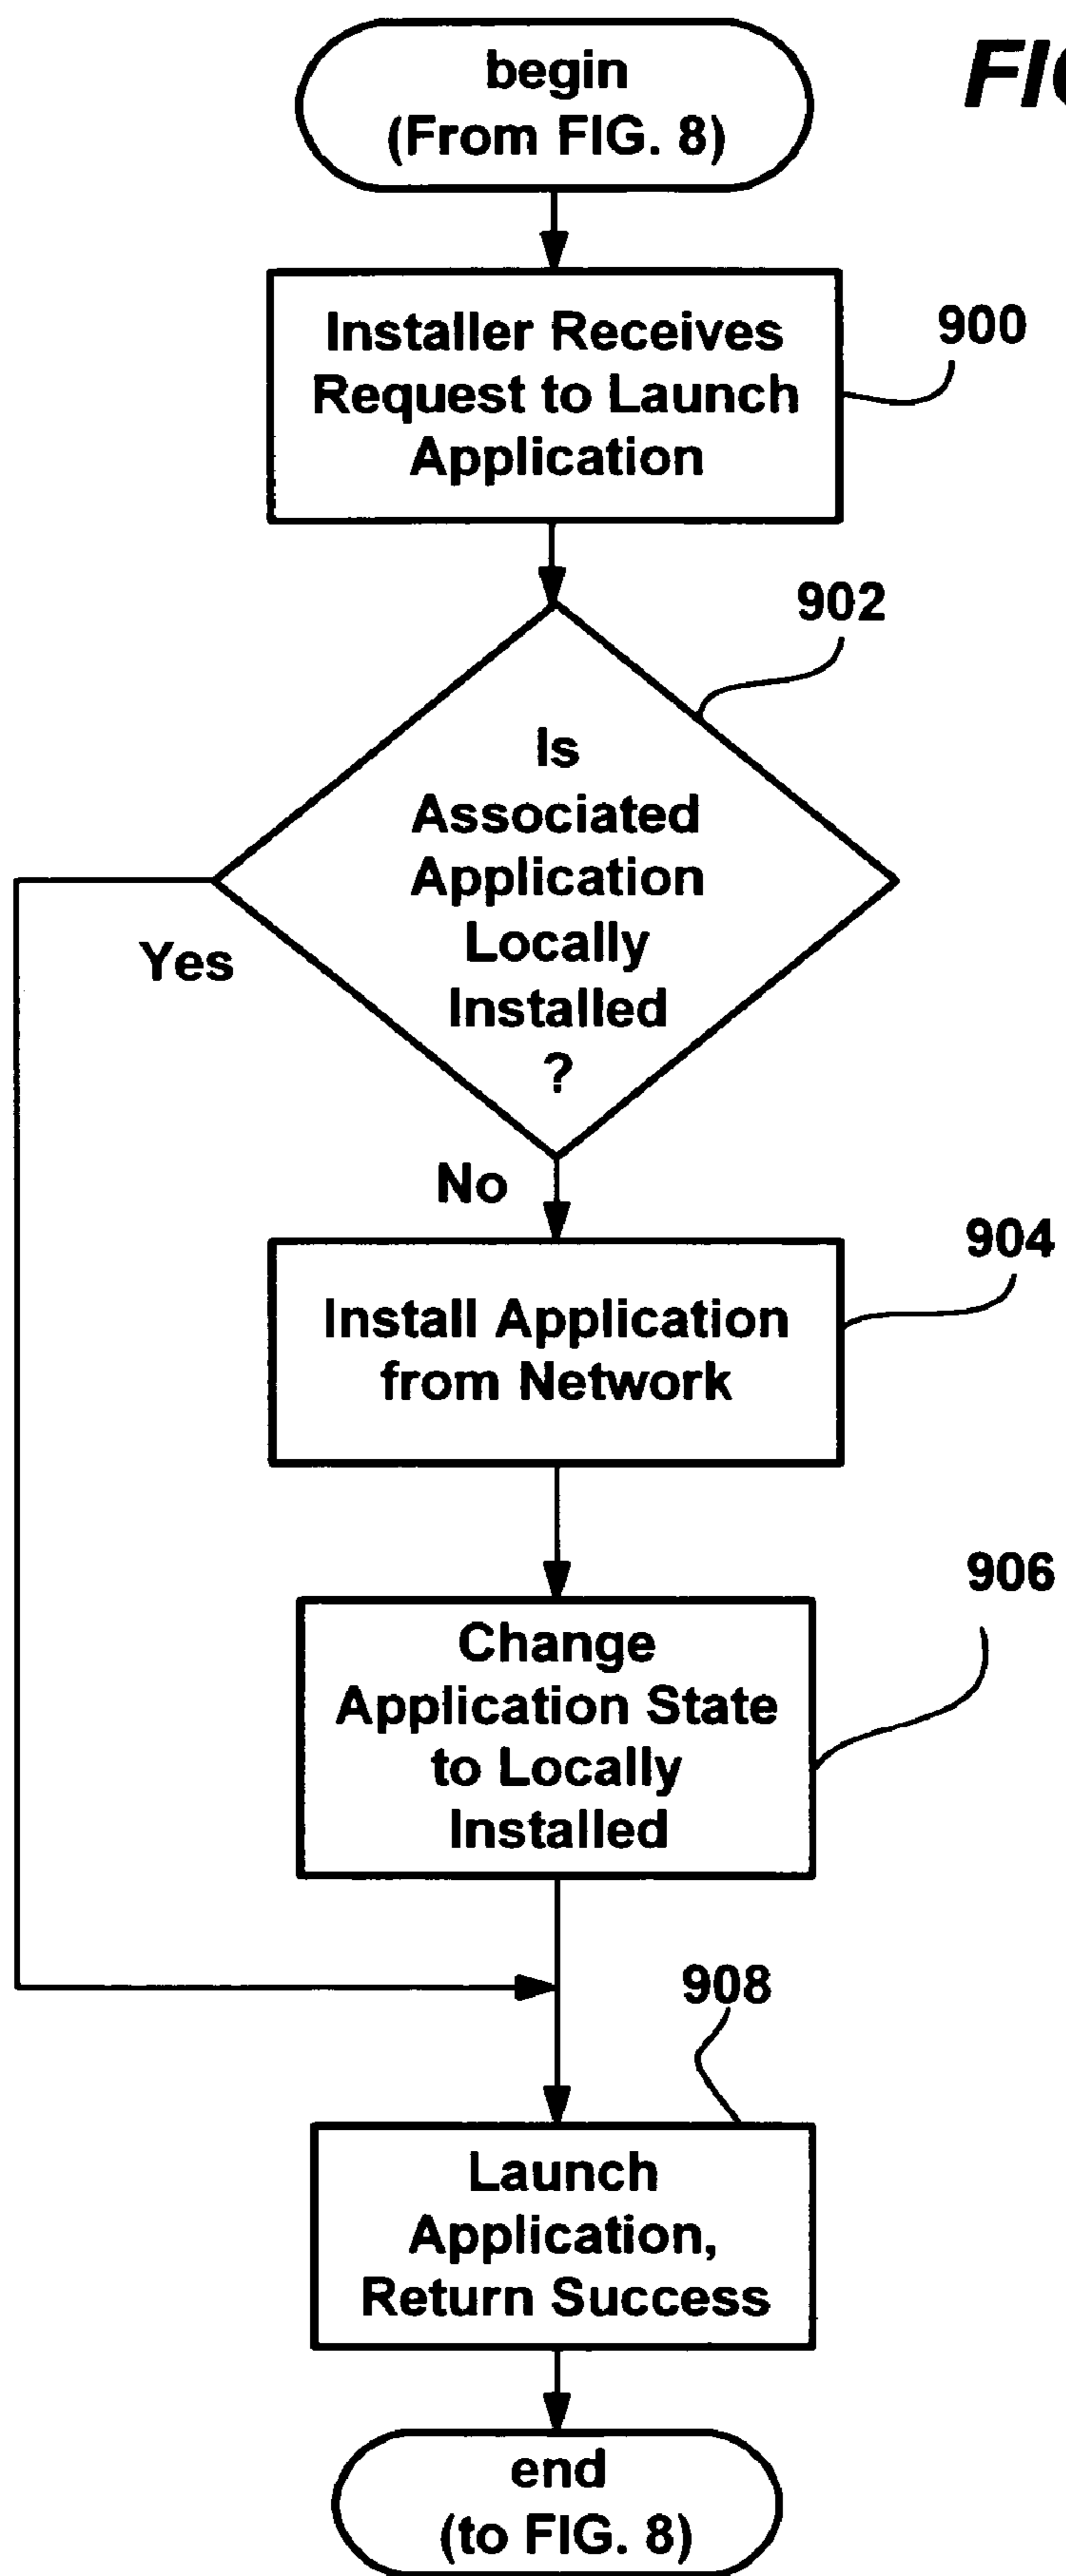 begin
(From FIG. 8)
Installer Receives
Request to Launch
Application
900
902
Is
Associated
Application
Locally
Installed
?
Yes
No
904
Install Application
from Network
906
Change
Application State
to Locally
Installed
908
Launch
Application,
Return Success
end
(to FIG. 8)